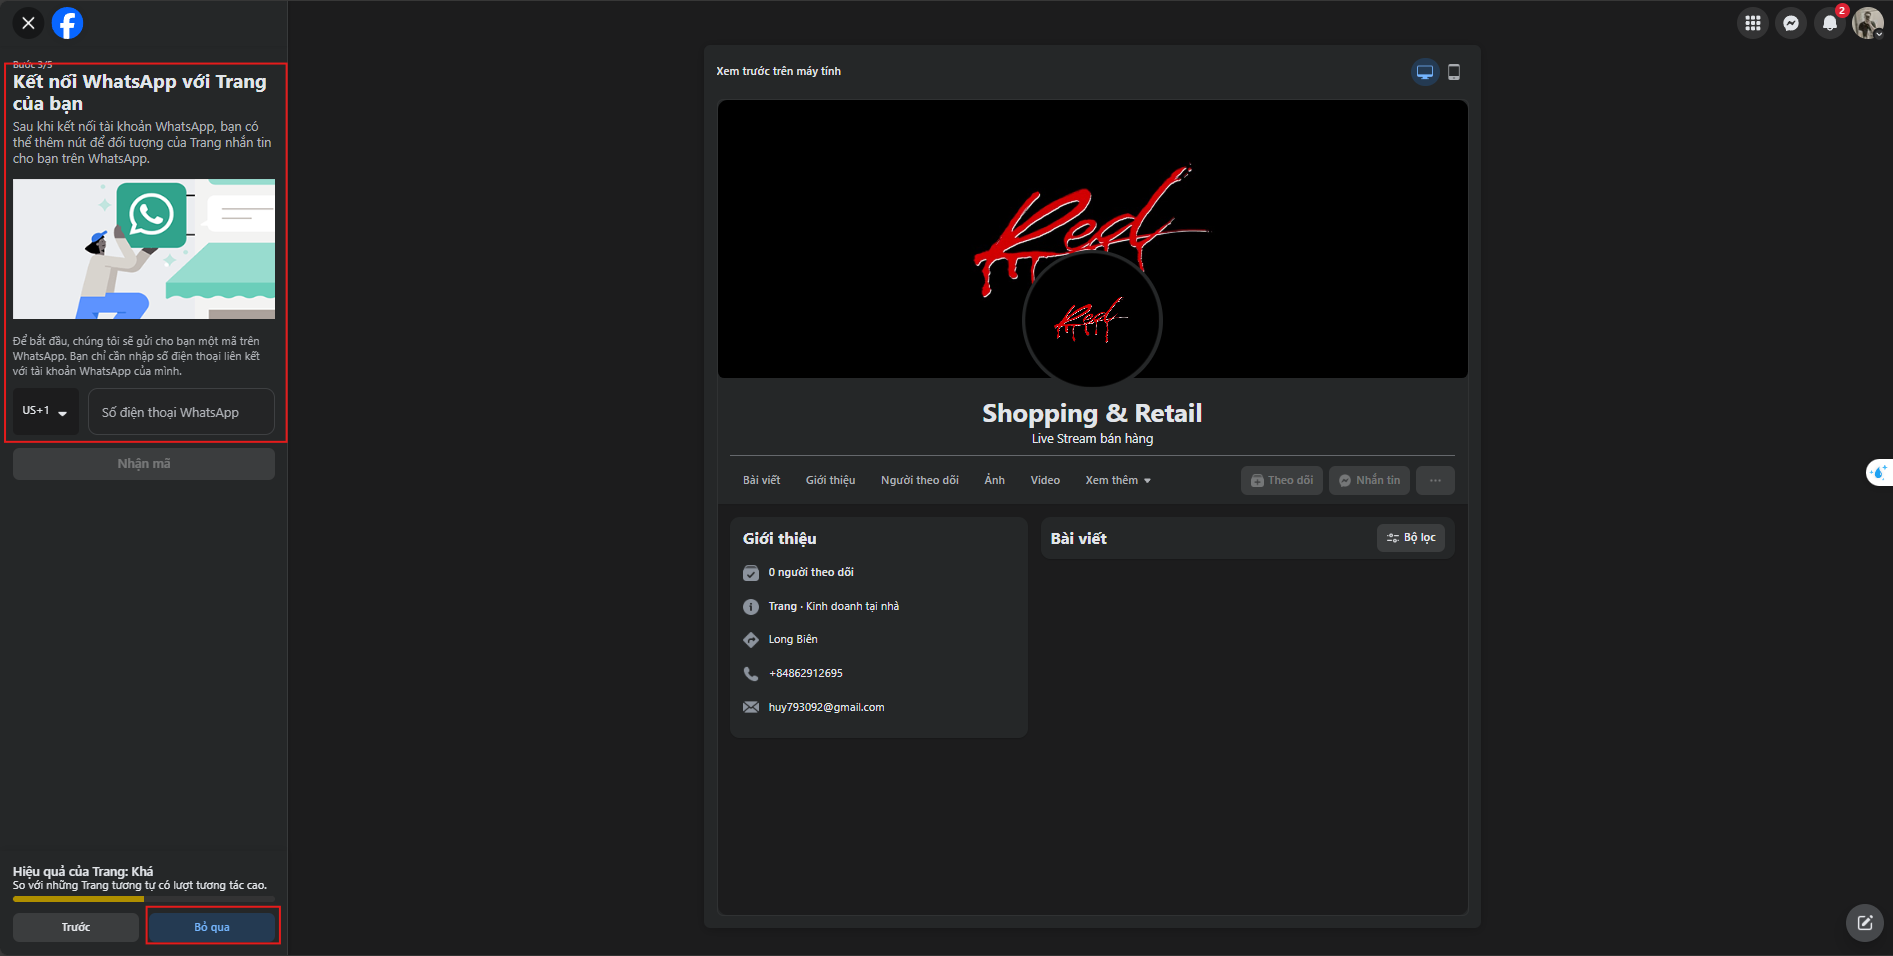 Bước 3/5
Kết nối WhatsApp với Trang
của bạn
Sau khi kết nối tài khoản WhatsApp, bạn có
thể thêm nút để đối tượng của Trang nhắn tin
cho bạn trên WhatsApp.
Để bắt đầu, chúng tôi sẽ gửi cho bạn một mã trên
WhatsApp. Bạn chỉ cần nhập số điện thoại liên kết
với tài khoản WhatsApp của mình.
US+1
Số điện thoại WhatsApp
Nhận mã
Hiệu quả của Trang: Khá
So với những Trang tương tự có lượt tương tác cao.
Trước
Bỏ qua
2
Xem trước trên máy tính
Red
Red
Shopping & Retail
Live Stream bán hàng
Bài viết
Giới thiệu
Người theo dõi
Ảnh
Video
Xem thêm
Theo dõi
Nhắn tin
Giới thiệu
0 người theo dõi
Trang · Kinh doanh tại nhà
Long Biên
+84862912695
huy793092@gmail.com
Bài viết
Bộ lọc